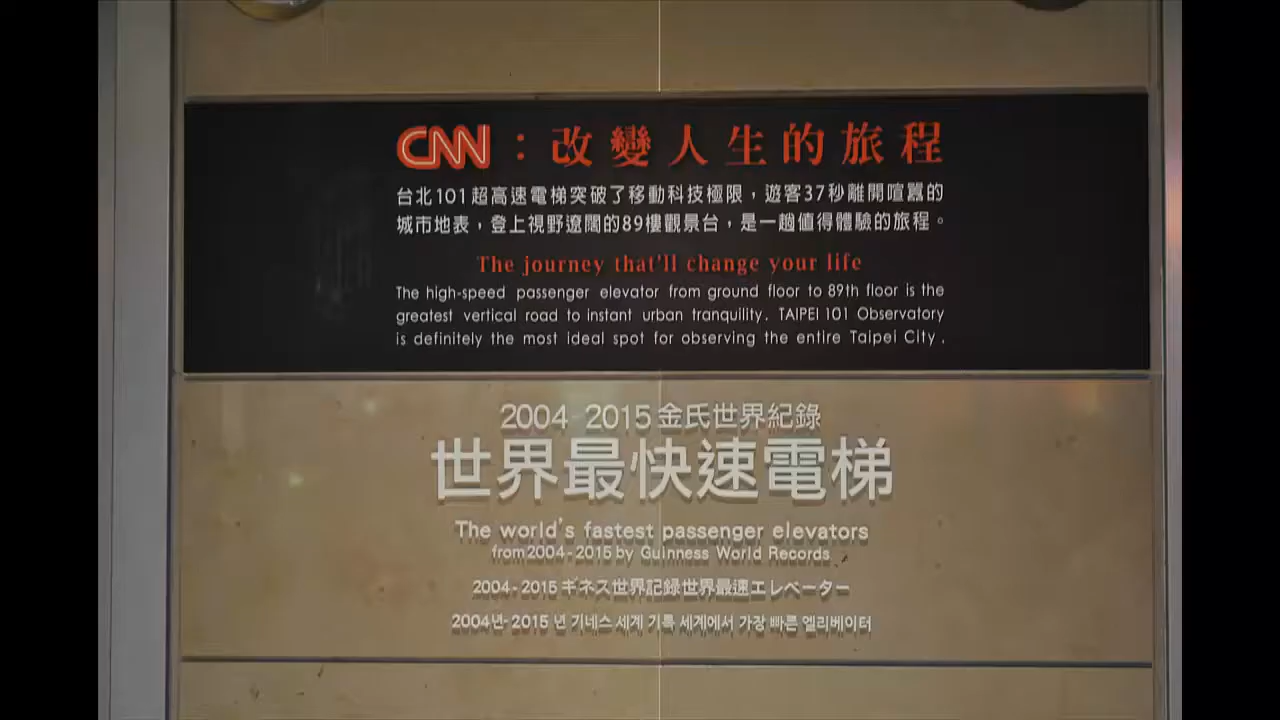 CNN：改變人生的旅程
台北101超高速電梯突破了移動科技極限，遊客37秒離開喧囂的
城市地表，登上視野遼闊的89樓觀景台，是一趟值得體驗的旅程。
The journey that'll change your life
The high-speed passenger elevator from ground floor to 89th floor is the
greatest vertical road to instant urban tranquility. TAIPEI 101 Observatory
is definitely the most ideal spot for observing the entire Taipei City.
2004-2015金氏世界紀錄
世界最快速電梯
The world's fastest passenger elevators
from2004-2015 by Guinness World Records
2004-2015 ギネス世界記録世界最速エレベーター
2004년-2015 년 기네스 세계 기록 세계에서 가장 빠른 엘리베이터